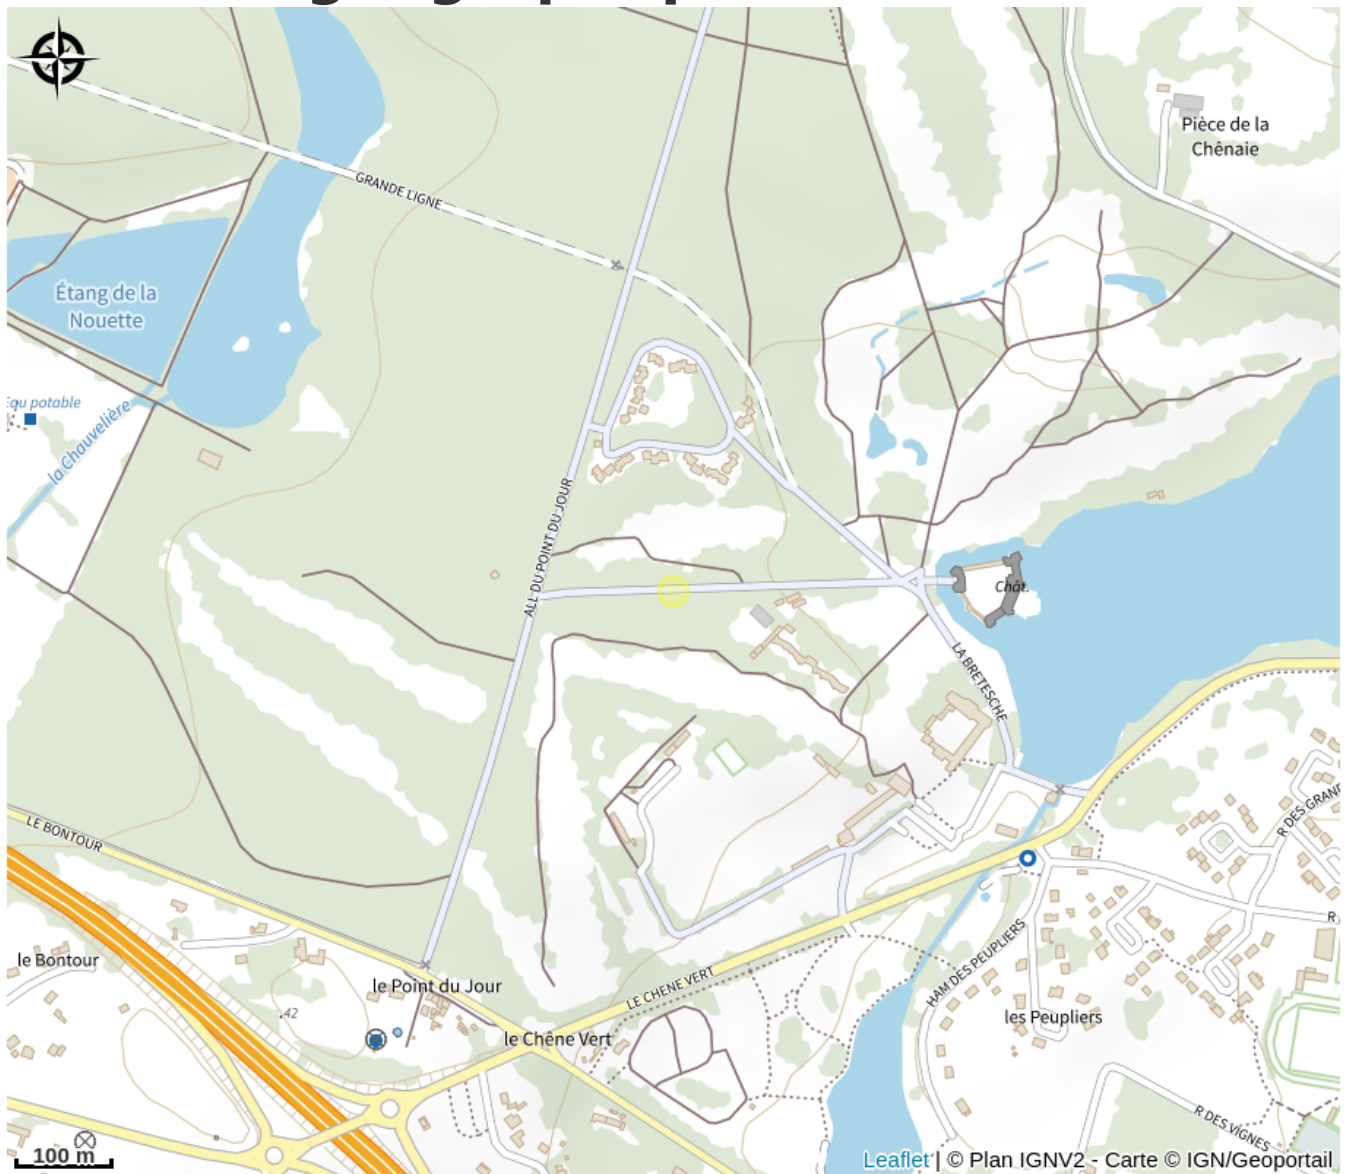 Pièce de la
Chênaie
GRANDE LIGNE
Étang de la
Nouette
Eau potable
la Chauvelière
ALL DU POINT DU JOUR
Chât.
LA BRETESCHE
LE BONTOUR
R DES GRAN
le Bontour
le Point du Jour
42
LE CHENE VERT
le Chêne Vert
HAM DES PEUPLIERS
les Peupliers
R
R DES VIGNES
100 m
Leaflet | © Plan IGNV2 - Carte © IGN/Geoportail